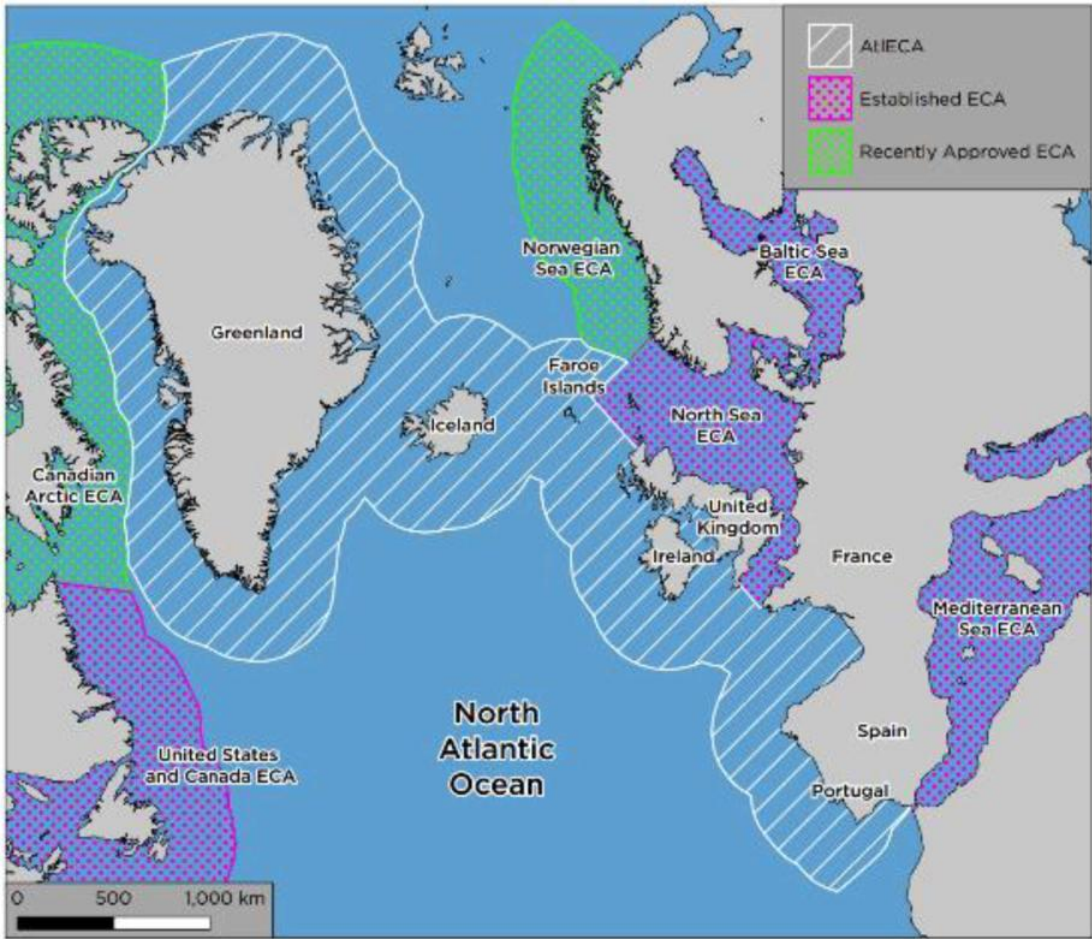 AtlECA
Established ECA
Recently Approved ECA
Norwegian
Sea ECA
Baltic Sea
ECA
Greenland
Faroe
Islands
Iceland
North Sea
ECA
Canadian
Arctic ECA
United
Kingdom
Ireland
France
Mediterranean
Sea ECA
North
Atlantic
Ocean
Spain
United States
and Canada ECA
Portugal
0 500 1,000 km